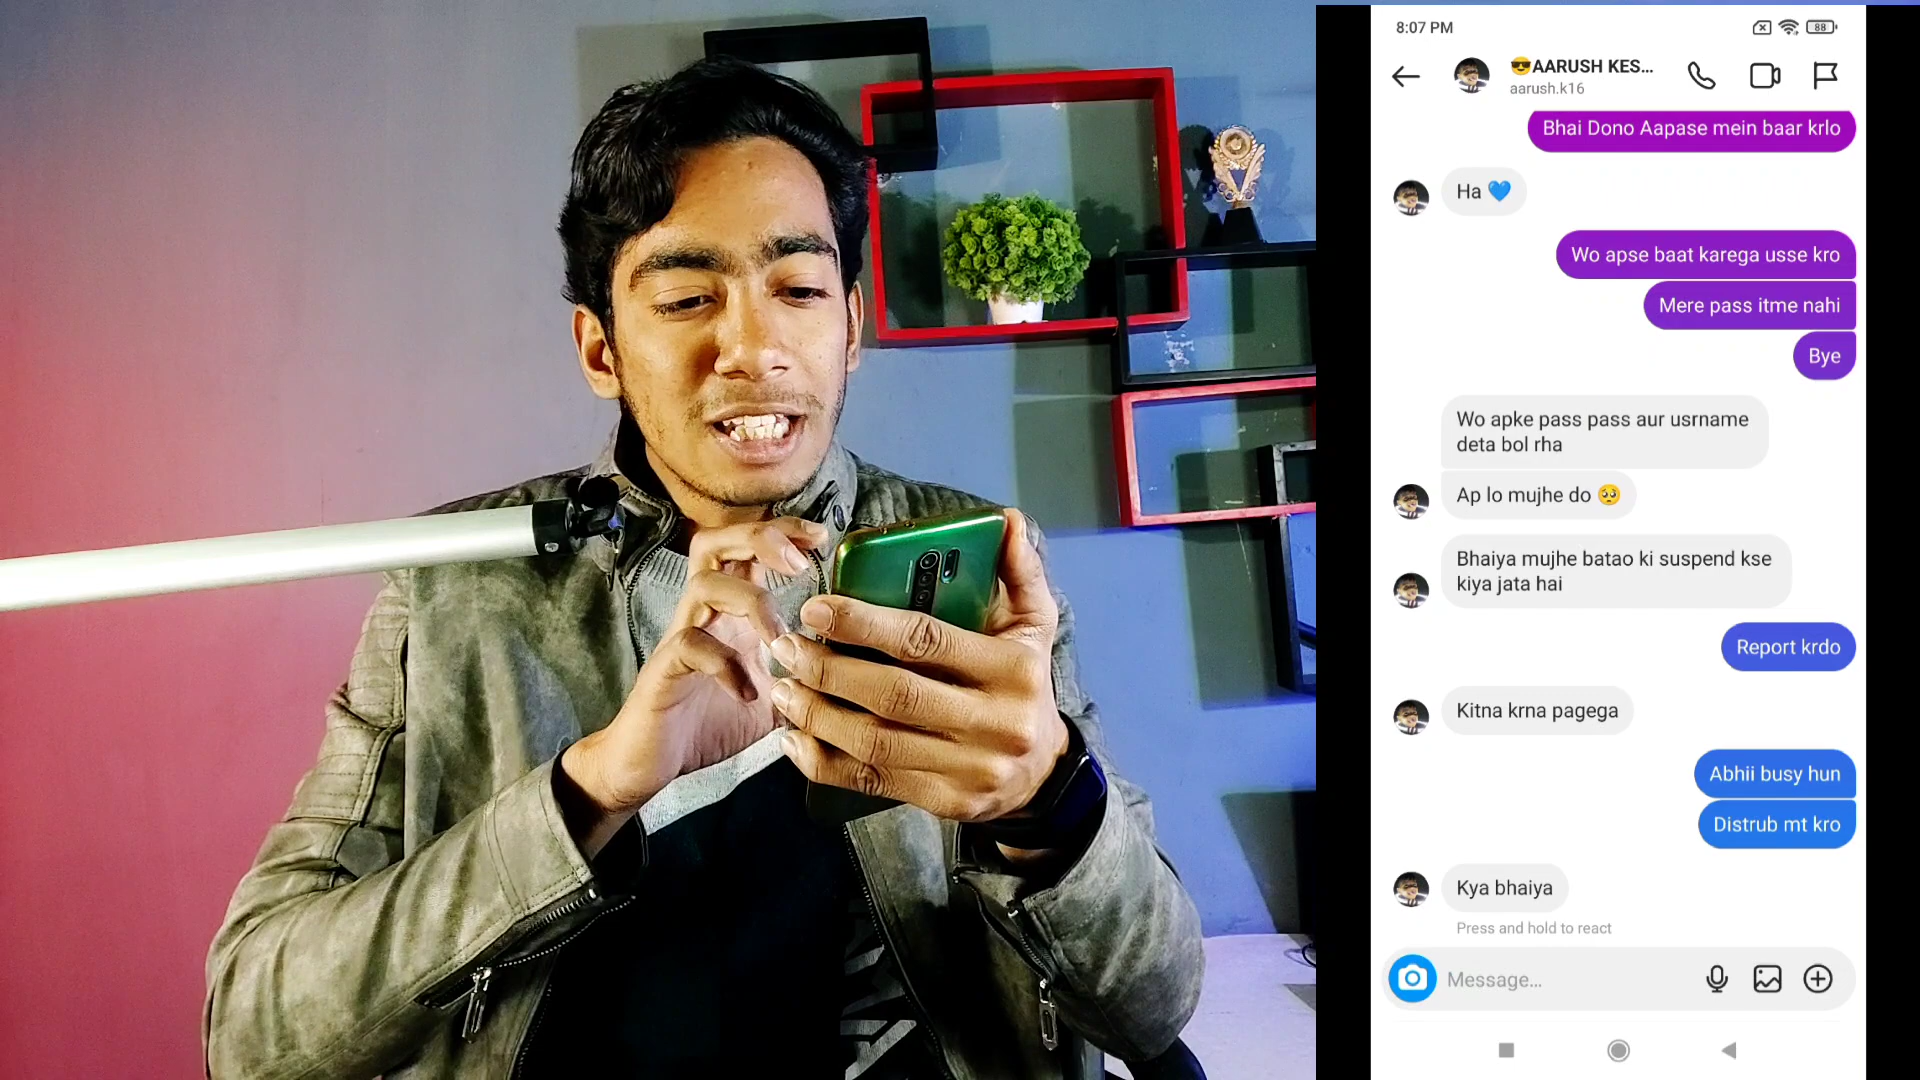 8:07 PM
88
😎AARUSH KES...
aarush.k16
Bhai Dono Aapase mein baar krlo
Ha 💙
Wo apse baat karega usse kro
Mere pass itme nahi
Bye
Wo apke pass pass aur usrname
deta bol rha
Ap lo mujhe do 🥺
Bhaiya mujhe batao ki suspend kse
kiya jata hai
Report krdo
Kitna krna pagega
Abhii busy hun
Distrub mt kro
Kya bhaiya
Press and hold to react
Message...